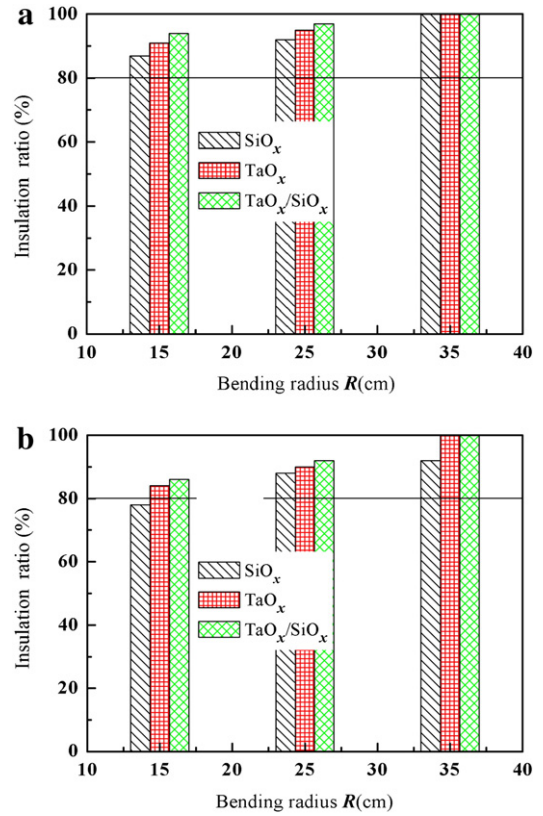 a
100
80
60
40
20
0
Insulation ratio (%)
SiOx
TaOx
TaOx/SiOx
10 15 20 25 30 35 40
Bending radius R(cm)
b
100
80
60
40
20
0
Insulation ratio (%)
SiOx
TaOx
TaOx/SiOx
10 15 20 25 30 35 40
Bending radius R(cm)